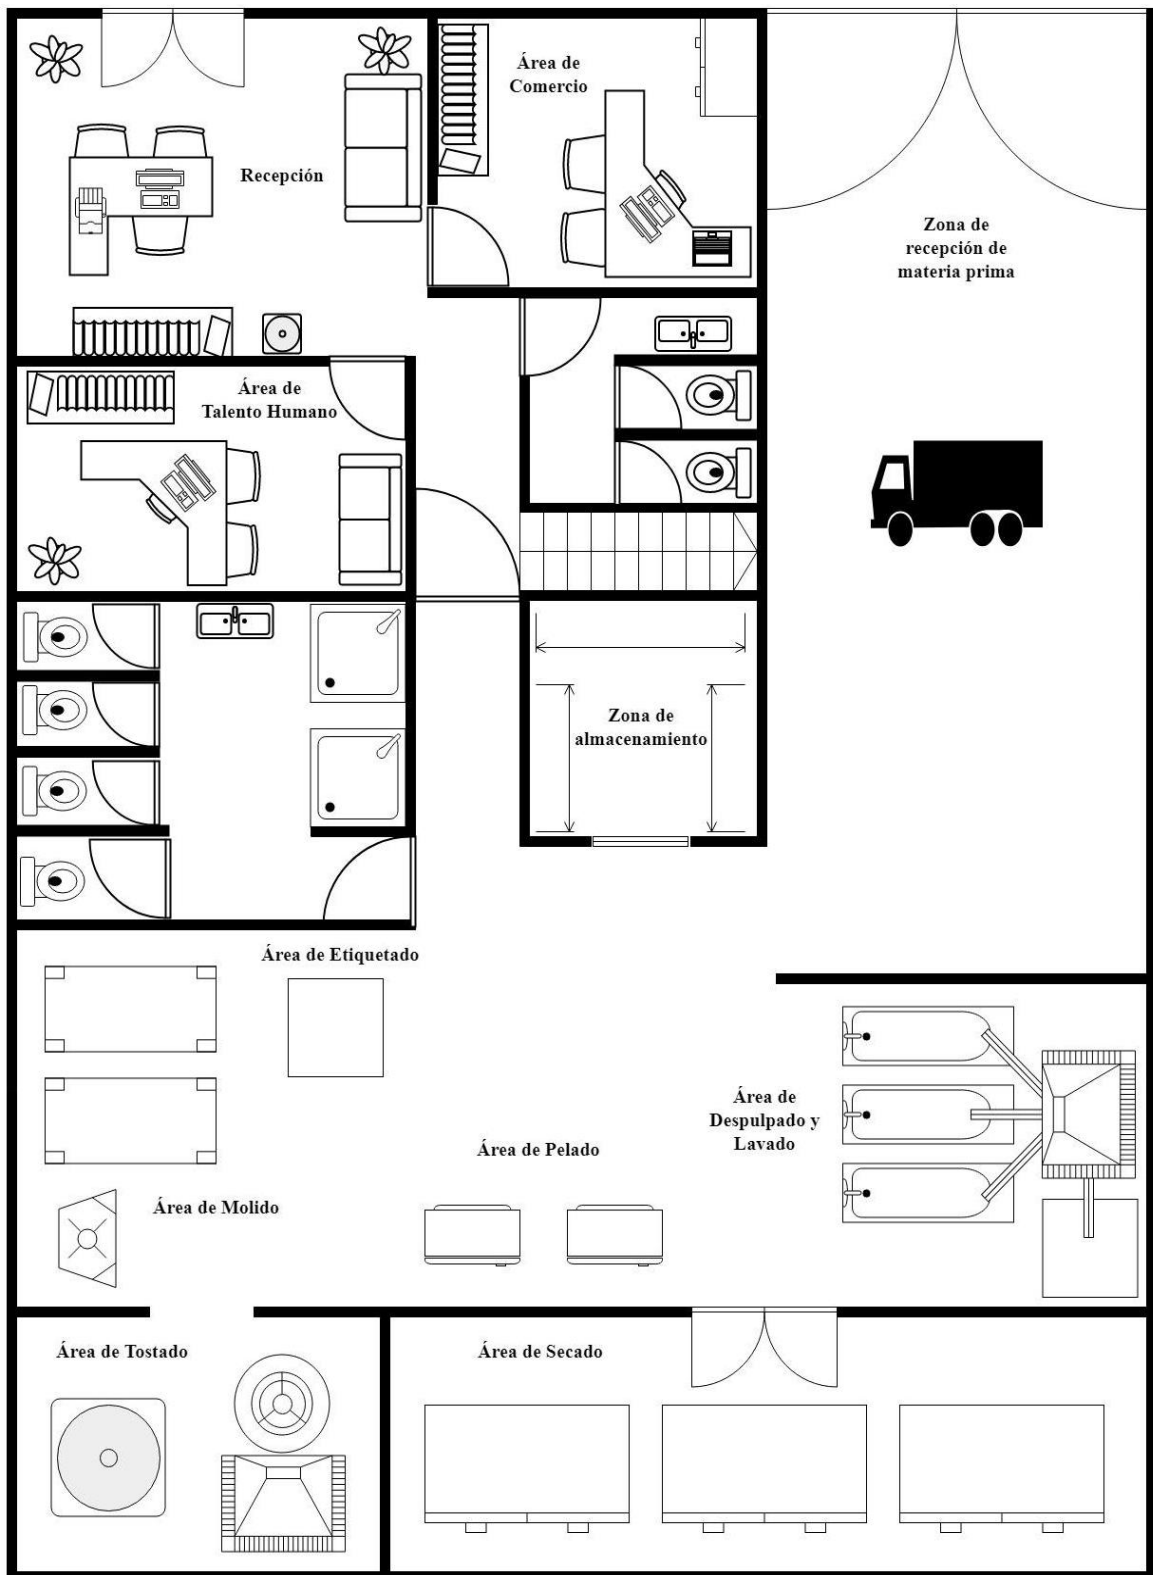 Área de
Comercio
Recepción
Zona de
recepción de
materia prima
Área de
Talento Humano
Zona de
almacenamiento
Área de Etiquetado
Área de
Despulpado y
Lavado
Área de Pelado
Área de Molido
Área de Tostado
Área de Secado